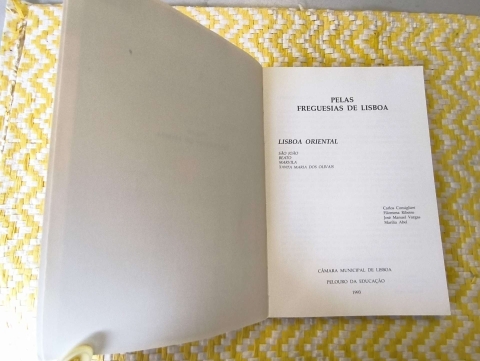 PELAS
FREGUESIAS DE LISBOA
LISBOA ORIENTAL
SÃO JOÃO
BEATO
MARVILA
SANTA MARIA DOS OLIVAIS
Carlos Consiglieri
Filomena Ribeiro
José Manuel Vargas
Marília Abel
CÂMARA MUNICIPAL DE LISBOA
PELOURO DA EDUCAÇÃO